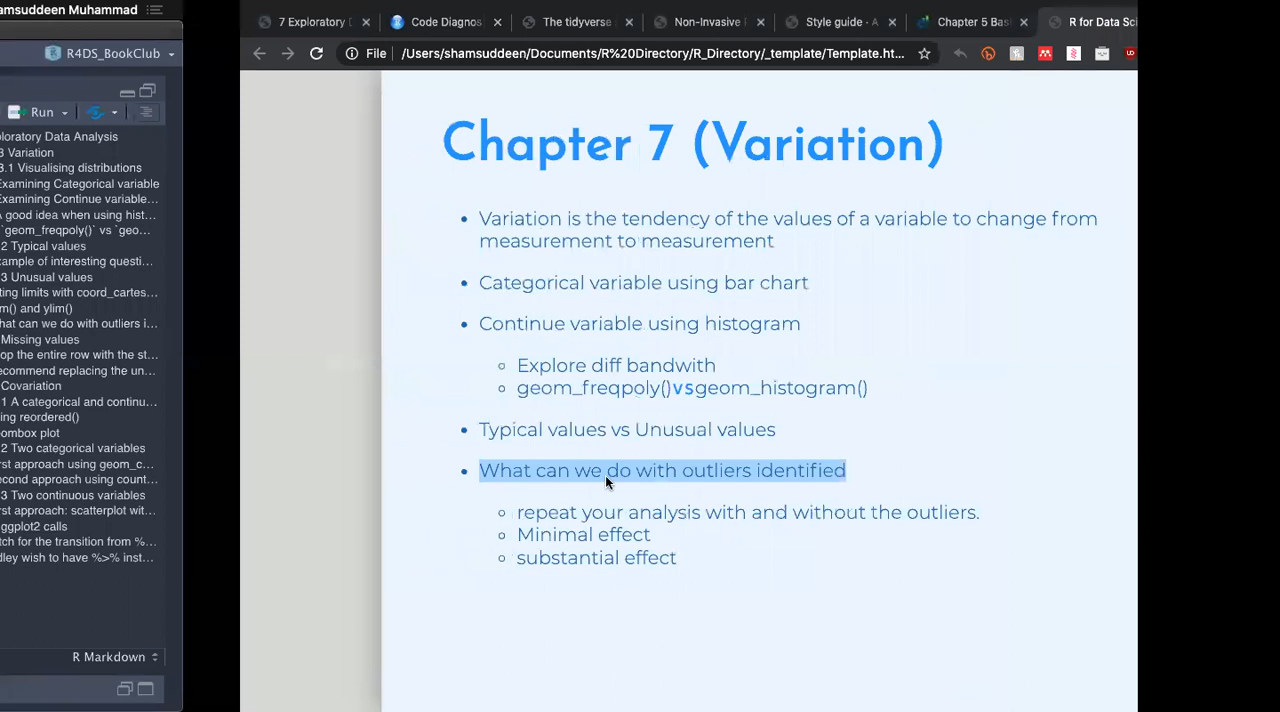 hamsuddeen Muhammad
R4DS_BookClub
Run
ploratory Data Analysis
3 Variation
3.1 Visualising distributions
Examining Categorical variable
Examining Continue variable...
A good idea when using hist...
`geom_freqpoly()` vs `geo...
2 Typical values
Example of interesting questi...
3 Unusual values
ting limits with coord_cartes...
m() and ylim()
hat can we do with outliers i...
Missing values
op the entire row with the st...
ecommend replacing the un...
Covariation
1 A categorical and continu...
ing reordered()
ombox plot
2 Two categorical variables
rst approach using geom_c...
econd approach using count...
3 Two continuous variables
rst approach: scatterplot wit...
ggplot2 calls
tch for the transition from %...
dley wish to have %>% inst...
R Markdown
7 Exploratory D
Code Diagnos
The tidyverse
Non-Invasive
Style guide · A
Chapter 5 Bas
R for Data Sci
File
/Users/shamsuddeen/Documents/R%20Directory/R_Directory/_template/Template.ht...
Chapter 7 (Variation)
• Variation is the tendency of the values of a variable to change from
measurement to measurement
• Categorical variable using bar chart
• Continue variable using histogram
◦ Explore diff bandwith
◦ geom_freqpoly()vsgeom_histogram()
• Typical values vs Unusual values
• What can we do with outliers identified
◦ repeat your analysis with and without the outliers.
◦ Minimal effect
◦ substantial effect